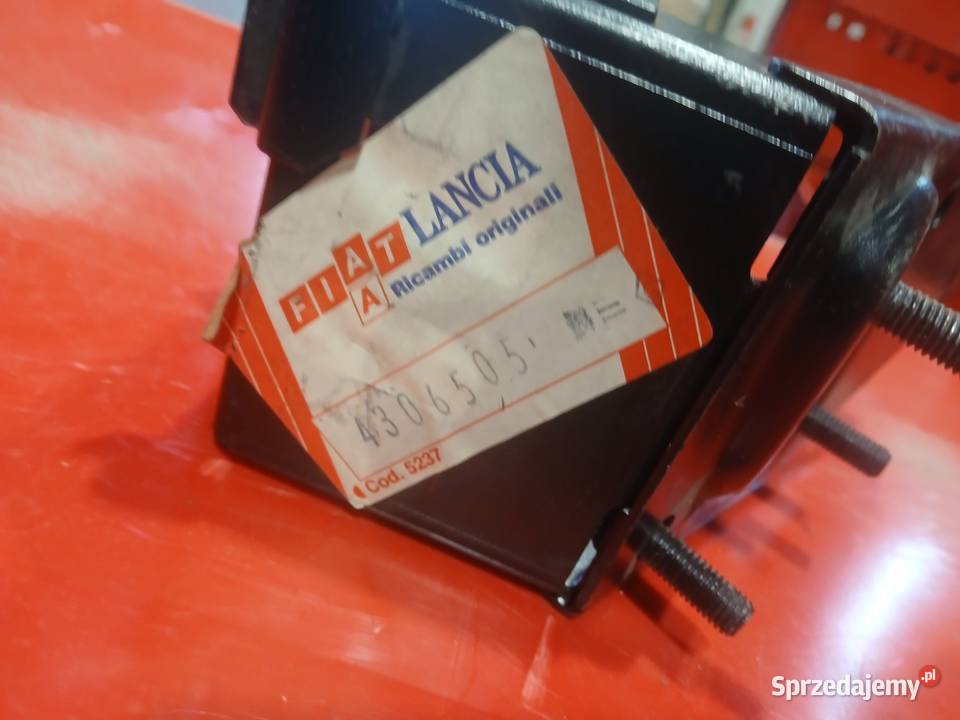 FIAT LANCIA
A Ricambi originali
4306505
Cod. 5237
Sprzedajemy.pl